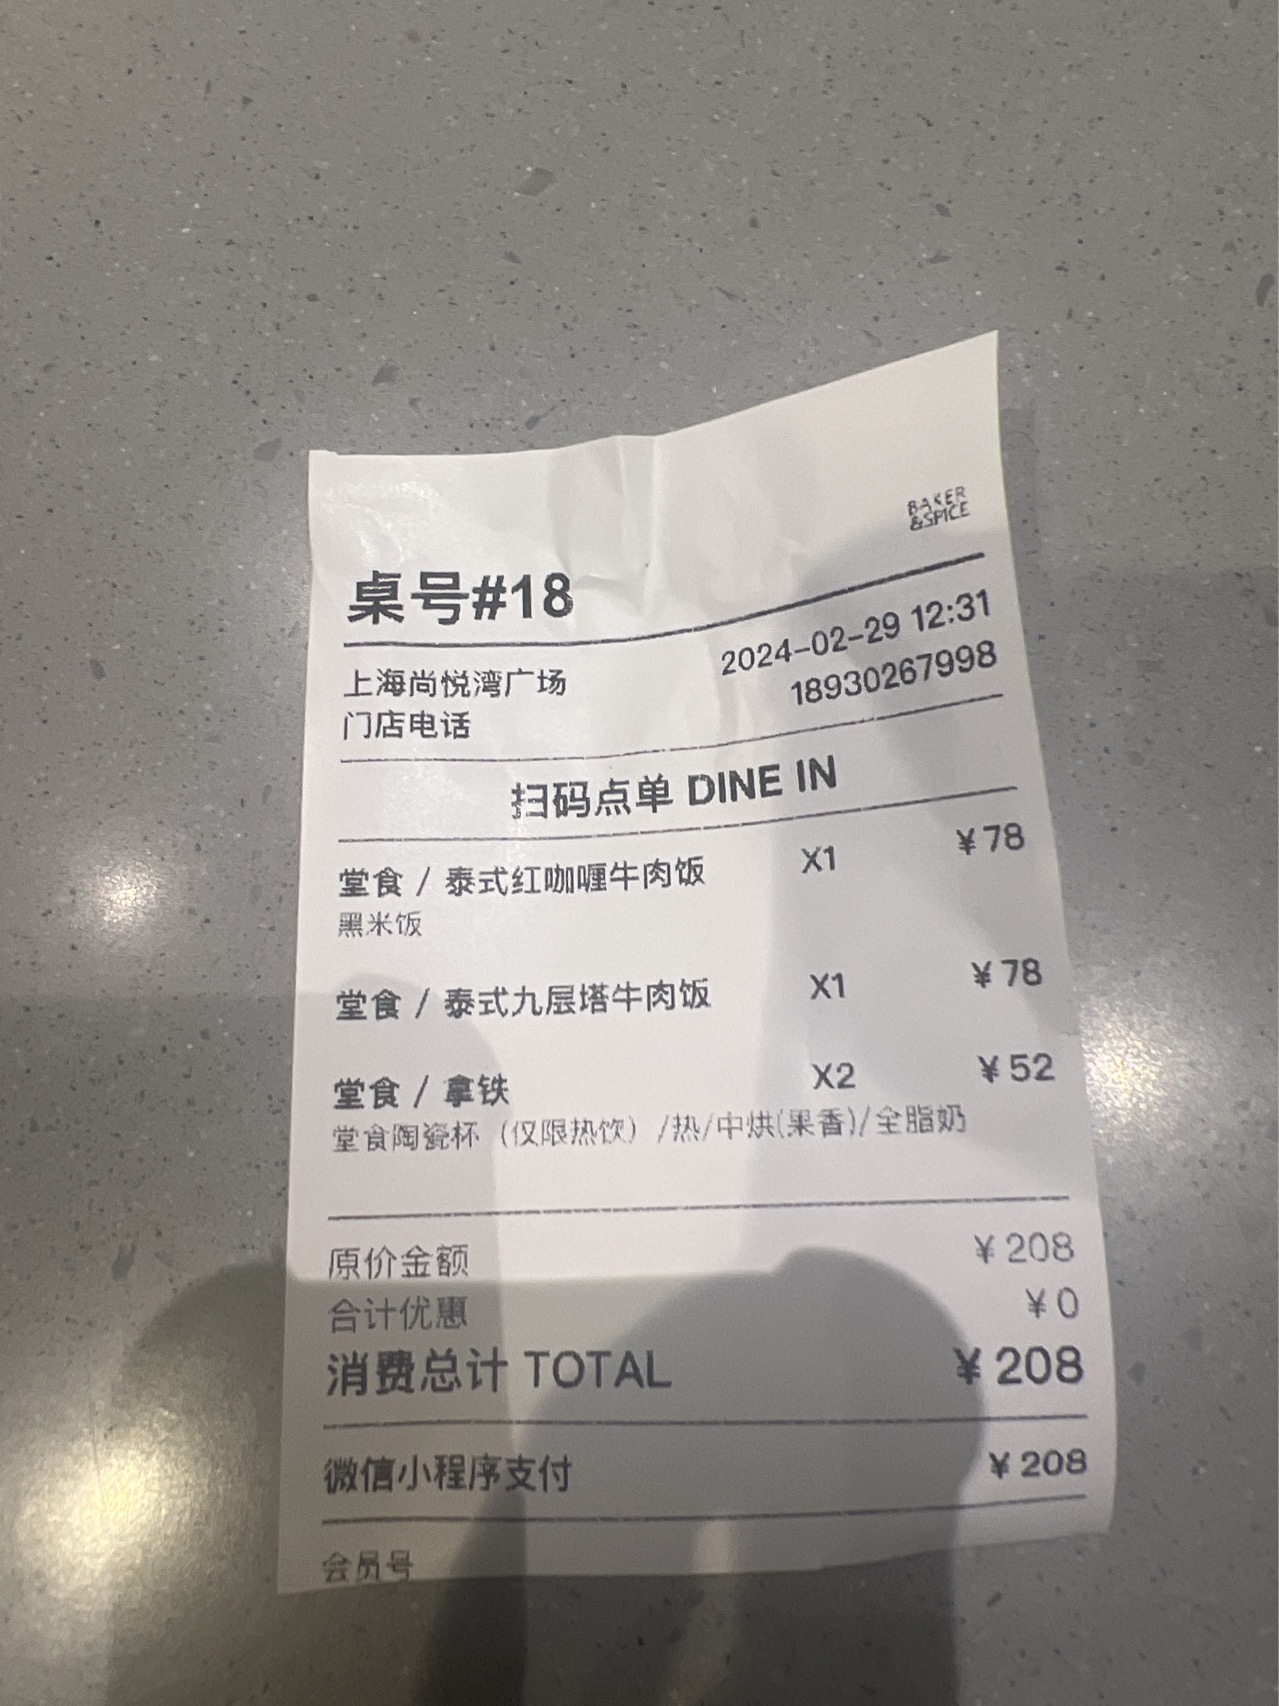 BAKER
&SPICE
桌号#18
上海尚悦湾广场 2024-02-29 12:31
门店电话 18930267998
扫码点单 DINE IN
堂食 / 泰式红咖喱牛肉饭 X1 ¥78
黑米饭
堂食 / 泰式九层塔牛肉饭 X1 ¥78
堂食 / 拿铁 X2 ¥52
堂食陶瓷杯（仅限热饮）/热/中烘(果香)/全脂奶
原价金额 ¥208
合计优惠 ¥0
消费总计 TOTAL ¥208
微信小程序支付 ¥208
会员号